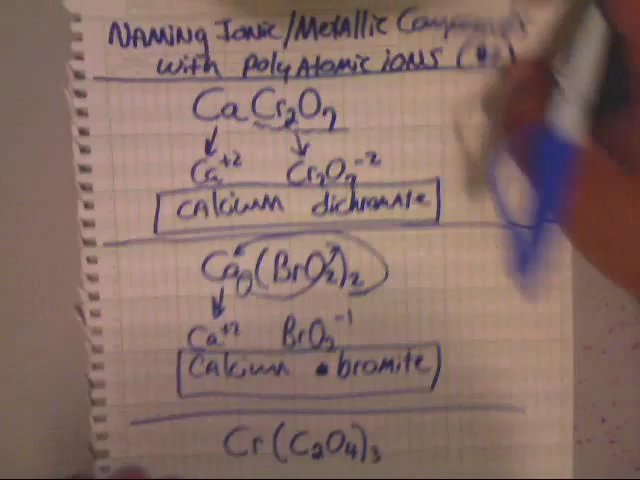 NAMING IONIC/METALLIC Compounds
with polyAtomic ions
CaCr₂O₇
Ca⁺² Cr₂O₇⁻²
calcium dichromate
Ca(BrO₂)₂
Ca⁺² BrO₂⁻¹
Calcium bromite
Cr(C₂O₄)₃